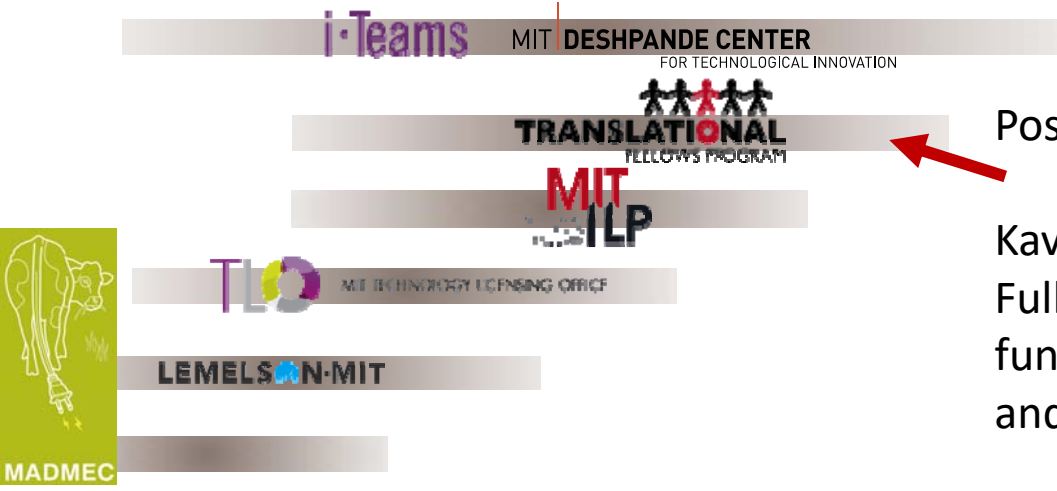 i·Teams MIT DESHPANDE CENTER
FOR TECHNOLOGICAL INNOVATION
TRANSLATIONAL
FELLOWS PROGRAM
Pos
MIT
ILP
Kav
Full
fun
and
TLO MIT TECHNOLOGY LICENSING OFFICE
LEMELSON-MIT
MADMEC